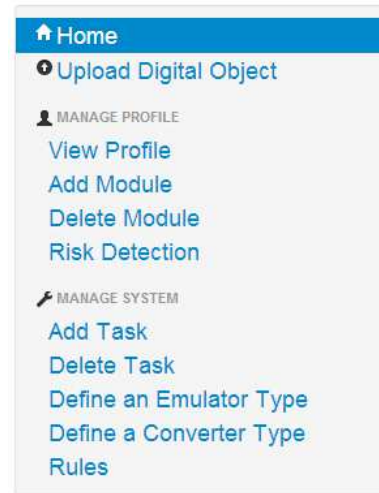 Home
Upload Digital Object
MANAGE PROFILE
View Profile
Add Module
Delete Module
Risk Detection
MANAGE SYSTEM
Add Task
Delete Task
Define an Emulator Type
Define a Converter Type
Rules